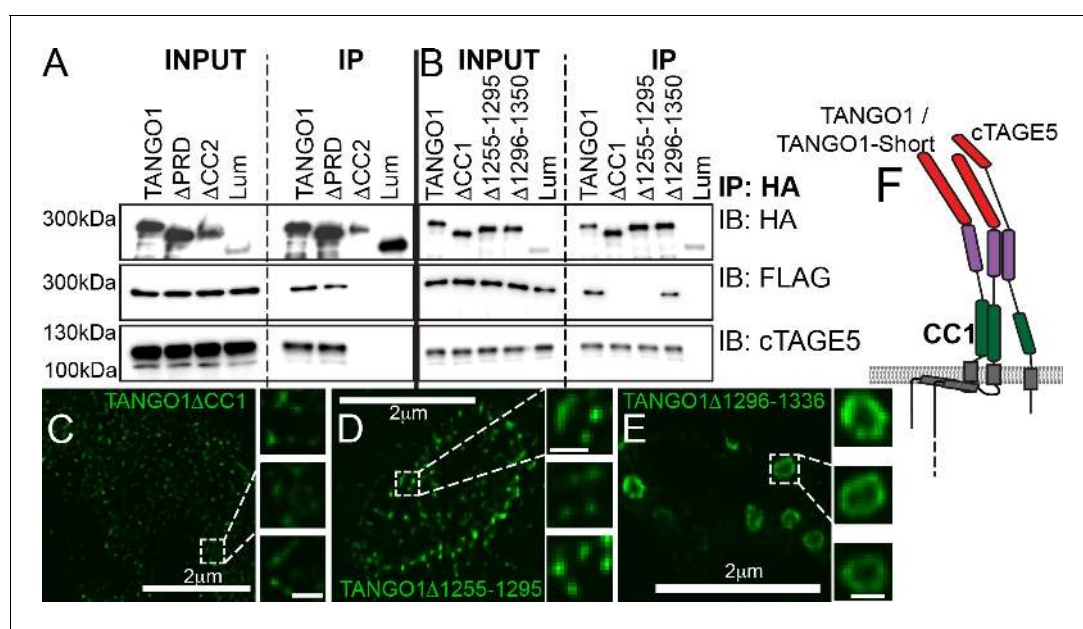 A
INPUT
IP
TANGO1
ΔPRD
ΔCC2
Lum
TANGO1
ΔPRD
ΔCC2
Lum
B
INPUT
IP
TANGO1
ΔCC1
Δ1255-1295
Δ1296-1350
Lum
TANGO1
ΔCC1
Δ1255-1295
Δ1296-1350
Lum
IP: HA
300kDa
IB: HA
300kDa
IB: FLAG
130kDa
100kDa
IB: cTAGE5
C
TANGO1ΔCC1
2μm
D
2μm
TANGO1Δ1255-1295
E
TANGO1Δ1296-1336
2μm
F
TANGO1 /
TANGO1-Short
cTAGE5
CC1